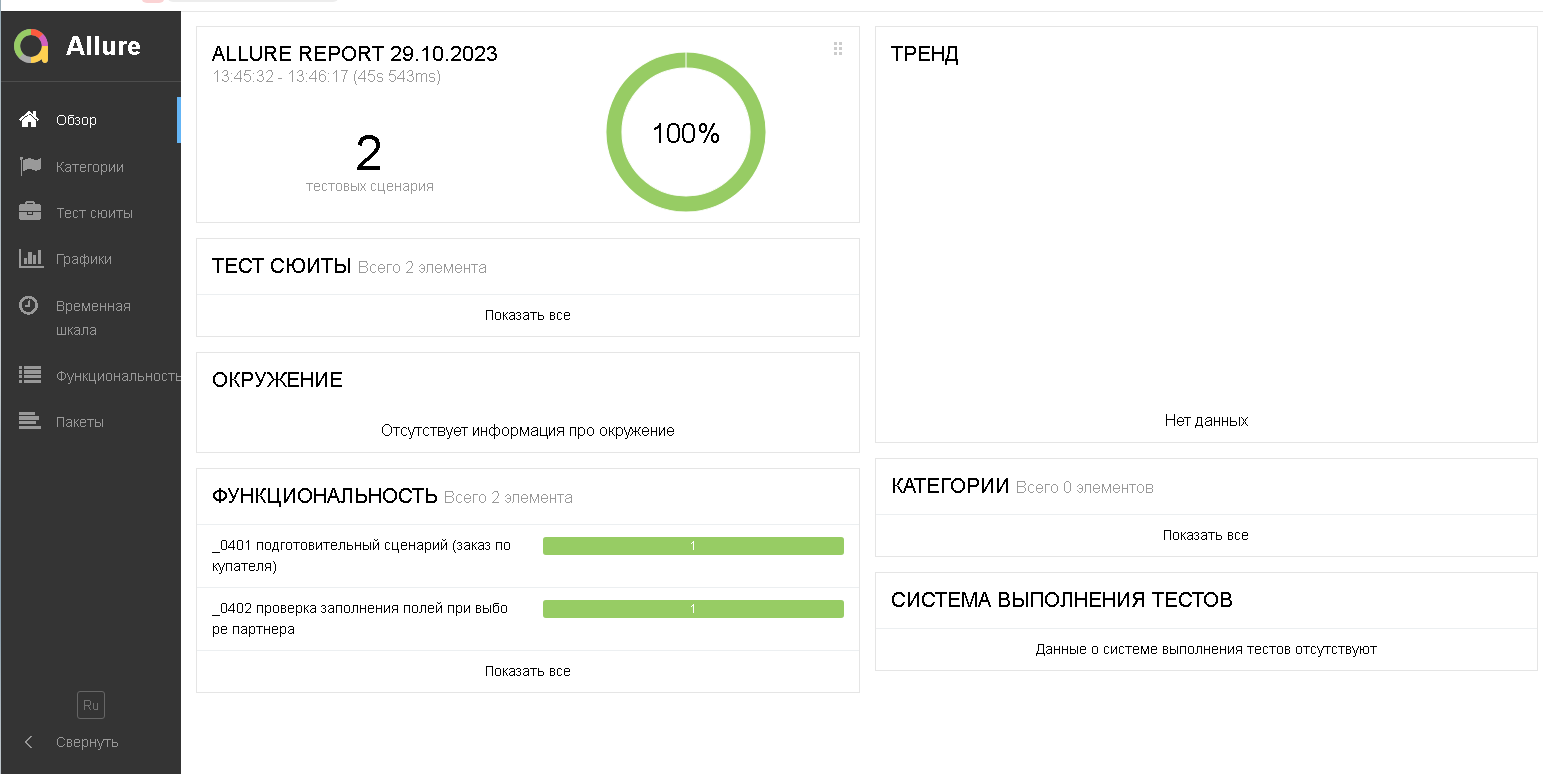 Allure
Обзор
Категории
Тест сюиты
Графики
Временная
шкала
Функциональность
Пакеты
Ru
Свернуть
ALLURE REPORT 29.10.2023
13:45:32 - 13:46:17 (45s 543ms)
2
тестовых сценария
100%
ТЕСТ СЮИТЫ Всего 2 элемента
Показать все
ОКРУЖЕНИЕ
Отсутствует информация про окружение
ФУНКЦИОНАЛЬНОСТЬ Всего 2 элемента
_0401 подготовительный сценарий (заказ по
купателя)
1
_0402 проверка заполнения полей при выбо
ре партнера
1
Показать все
ТРЕНД
Нет данных
КАТЕГОРИИ Всего 0 элементов
Показать все
СИСТЕМА ВЫПОЛНЕНИЯ ТЕСТОВ
Данные о системе выполнения тестов отсутствуют